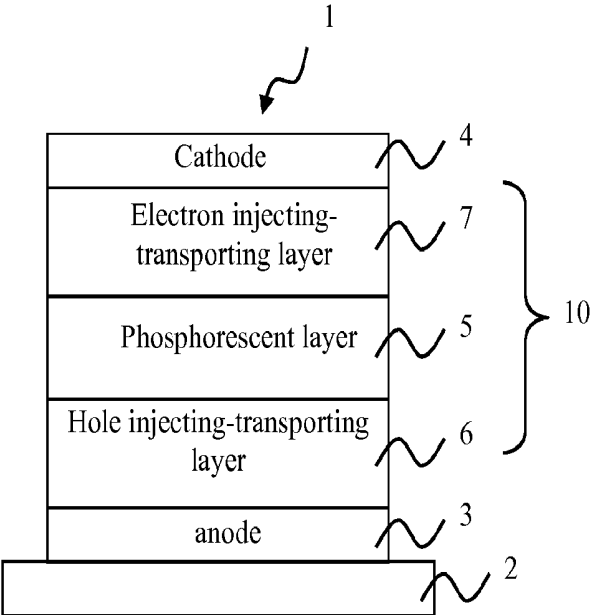 1
Cathode
4
Electron injecting-
transporting layer
7
Phosphorescent layer
5
10
Hole injecting-transporting
layer
6
anode
3
2